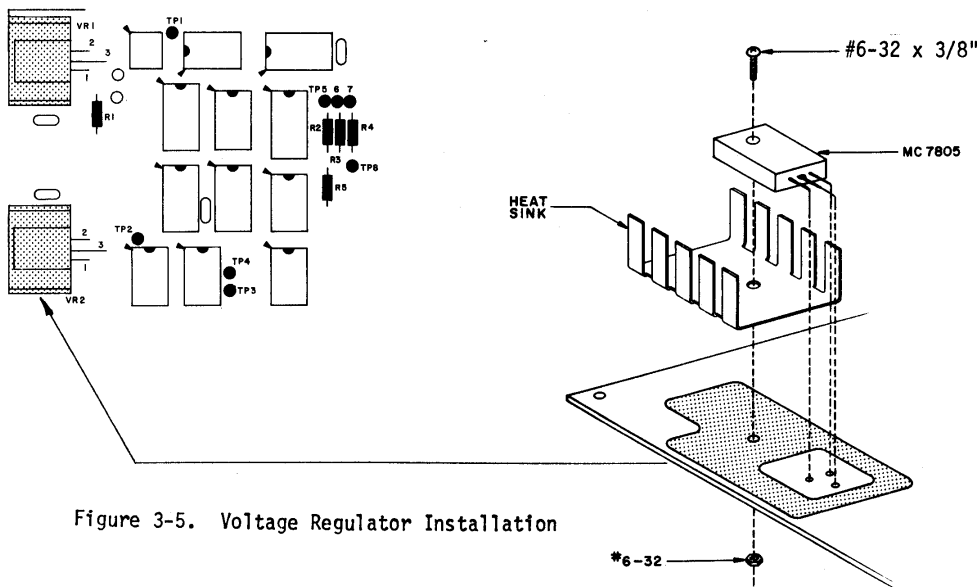 VR1
2
3
1
TP1
#6-32 x 3/8"
R1
TP5 6 7
R2
R4
R3
TP6
R5
MC 7805
HEAT
SINK
2
3
1
VR2
TP2
TP4
TP3
Figure 3-5. Voltage Regulator Installation
#6-32